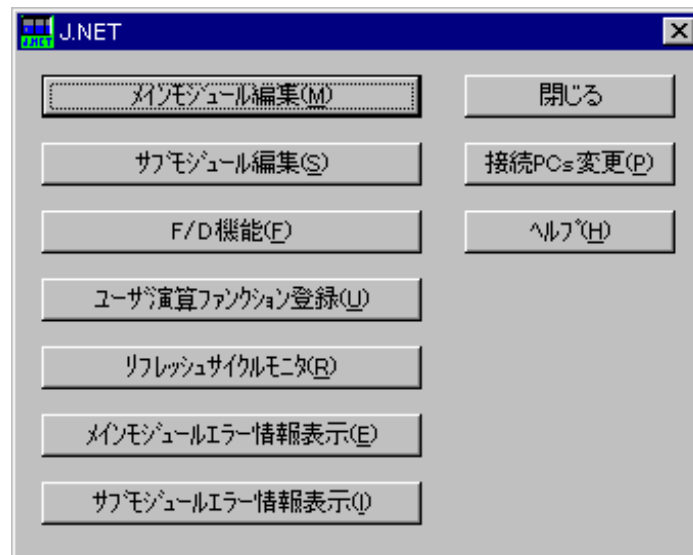 J.NET
J.NET
メインモジュール編集(M)
閉じる
サブモジュール編集(S)
接続PCs変更(P)
F/D機能(F)
ヘルプ(H)
ユーザ演算ファンクション登録(U)
リフレッシュサイクルモニタ(R)
メインモジュールエラー情報表示(E)
サブモジュールエラー情報表示(I)